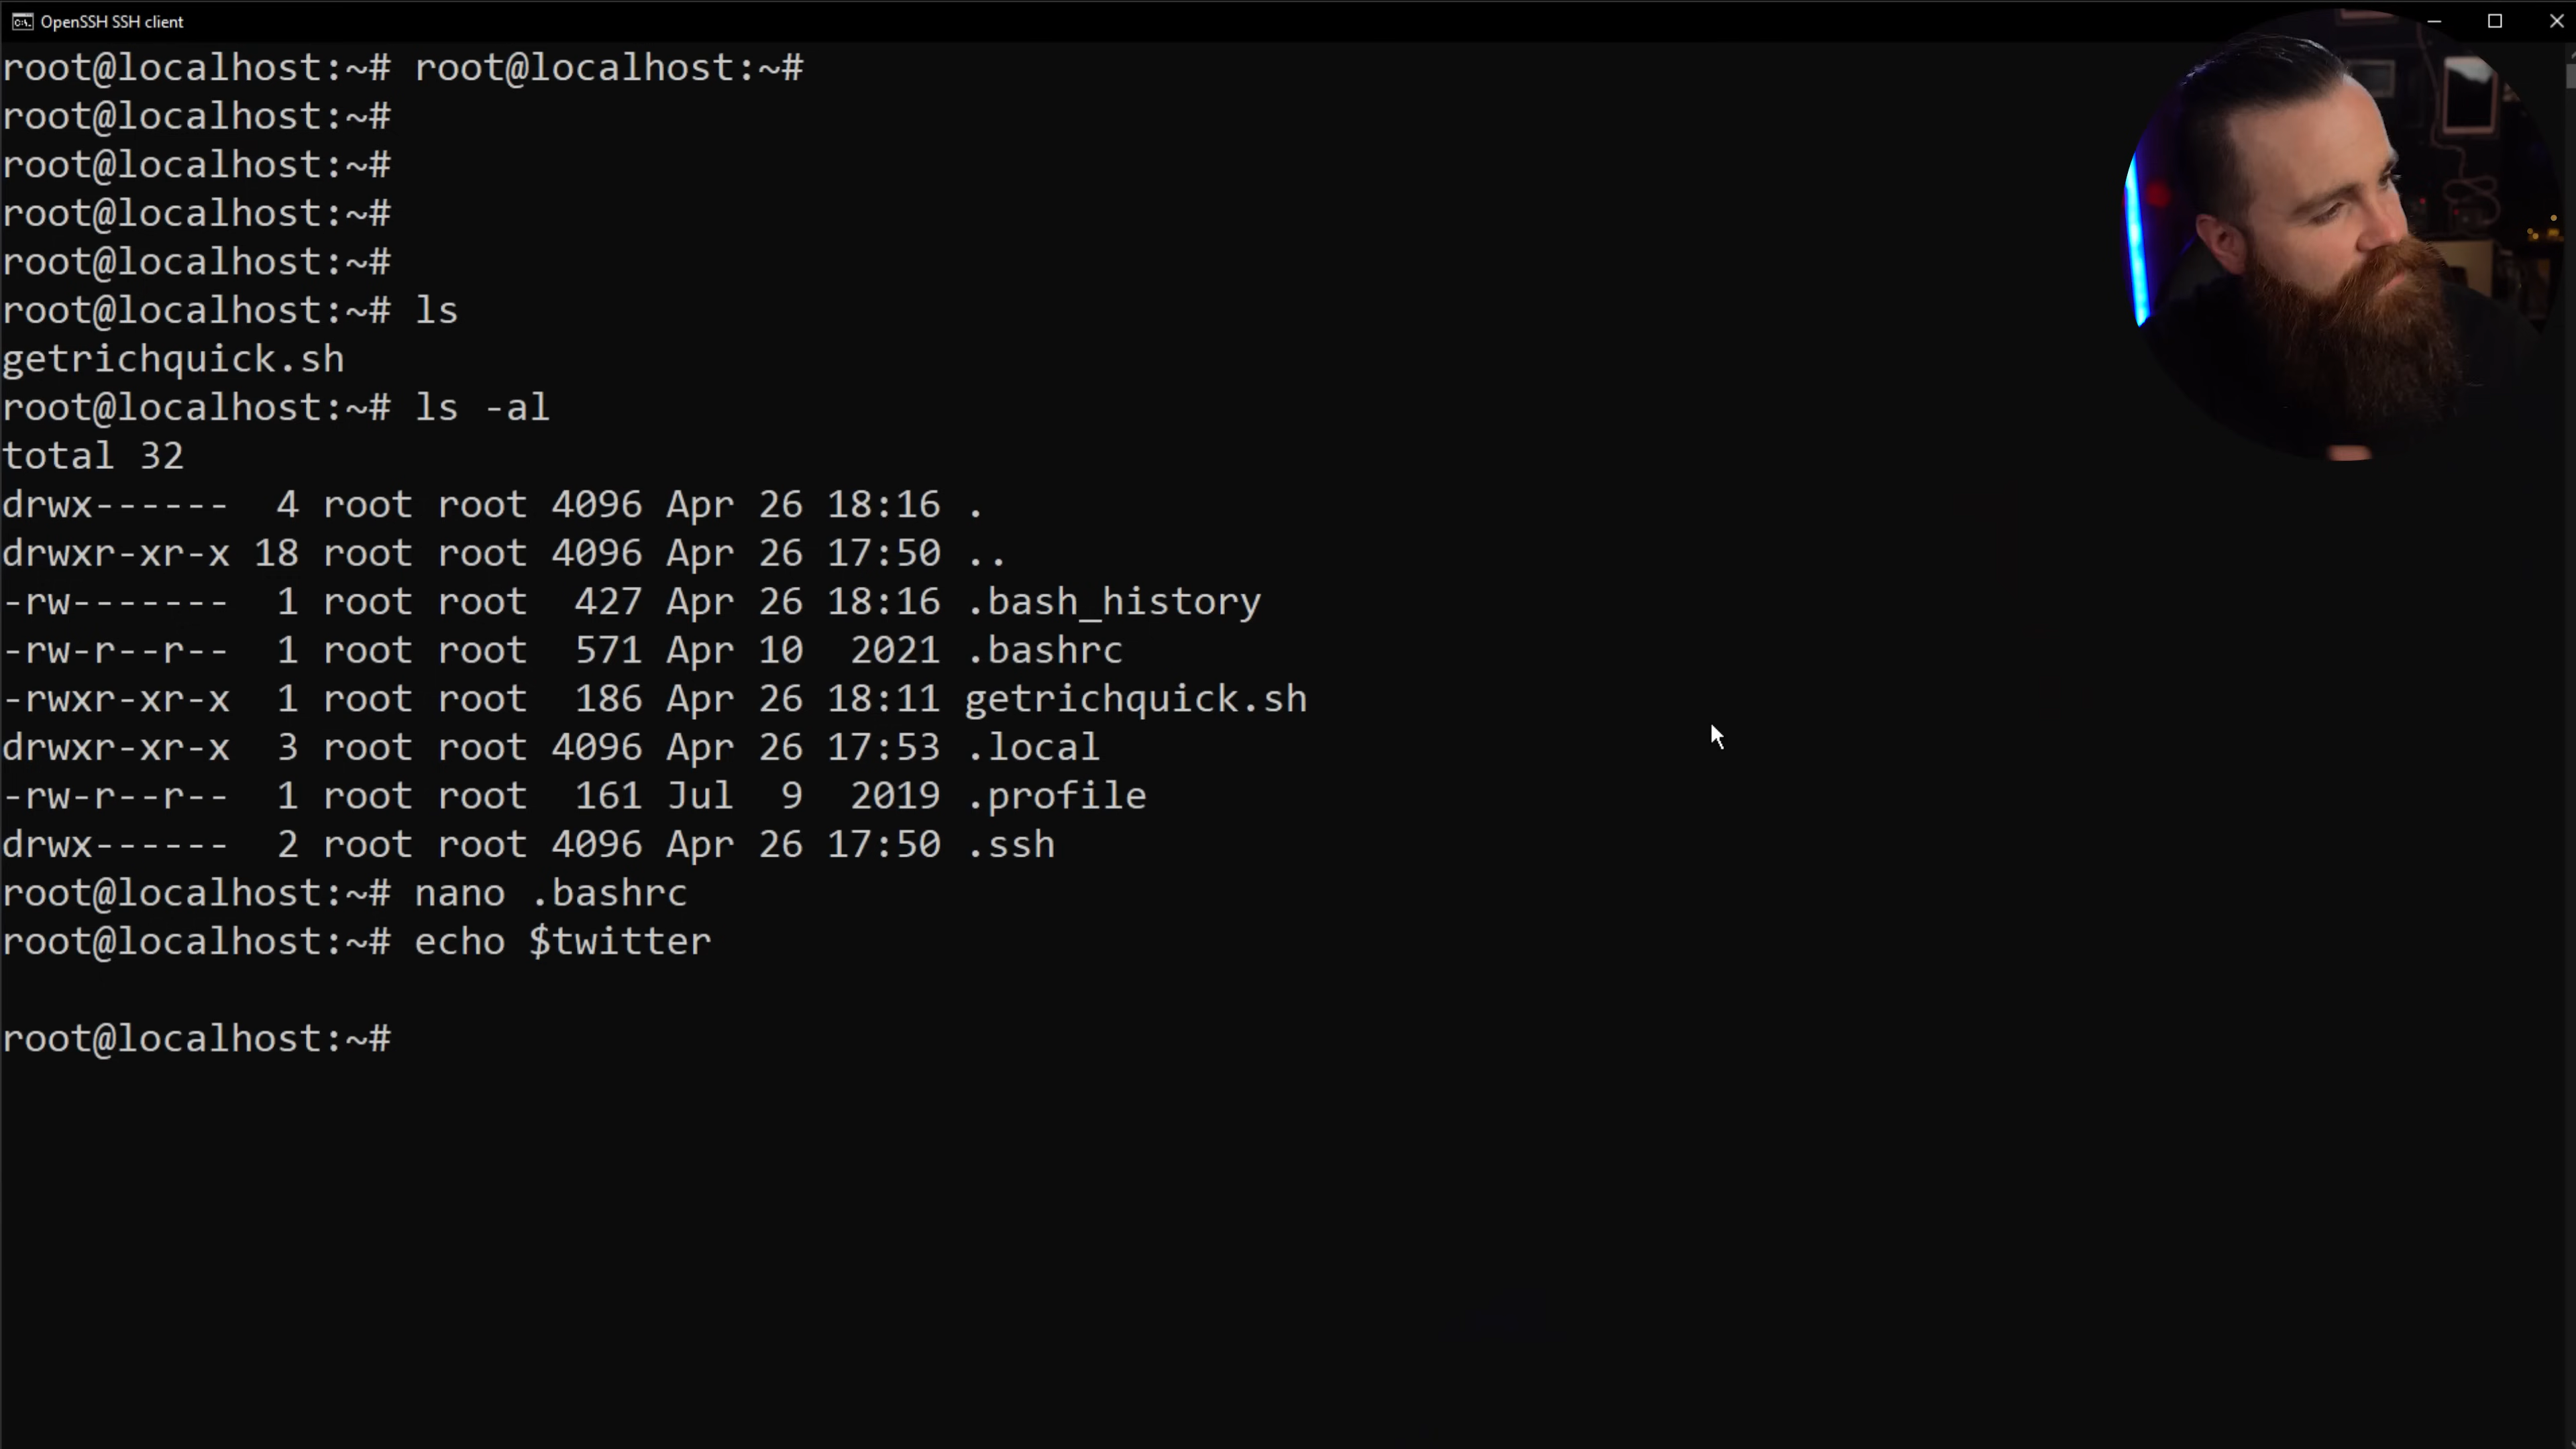 OpenSSH SSH client
root@localhost:~# root@localhost:~#
root@localhost:~#
root@localhost:~#
root@localhost:~#
root@localhost:~#
root@localhost:~# ls
getrichquick.sh
root@localhost:~# ls -al
total 32
drwx------  4 root root 4096 Apr 26 18:16 .
drwxr-xr-x 18 root root 4096 Apr 26 17:50 ..
-rw-------  1 root root  427 Apr 26 18:16 .bash_history
-rw-r--r--  1 root root  571 Apr 10  2021 .bashrc
-rwxr-xr-x  1 root root  186 Apr 26 18:11 getrichquick.sh
drwxr-xr-x  3 root root 4096 Apr 26 17:53 .local
-rw-r--r--  1 root root  161 Jul  9  2019 .profile
drwx------  2 root root 4096 Apr 26 17:50 .ssh
root@localhost:~# nano .bashrc
root@localhost:~# echo $twitter
root@localhost:~#